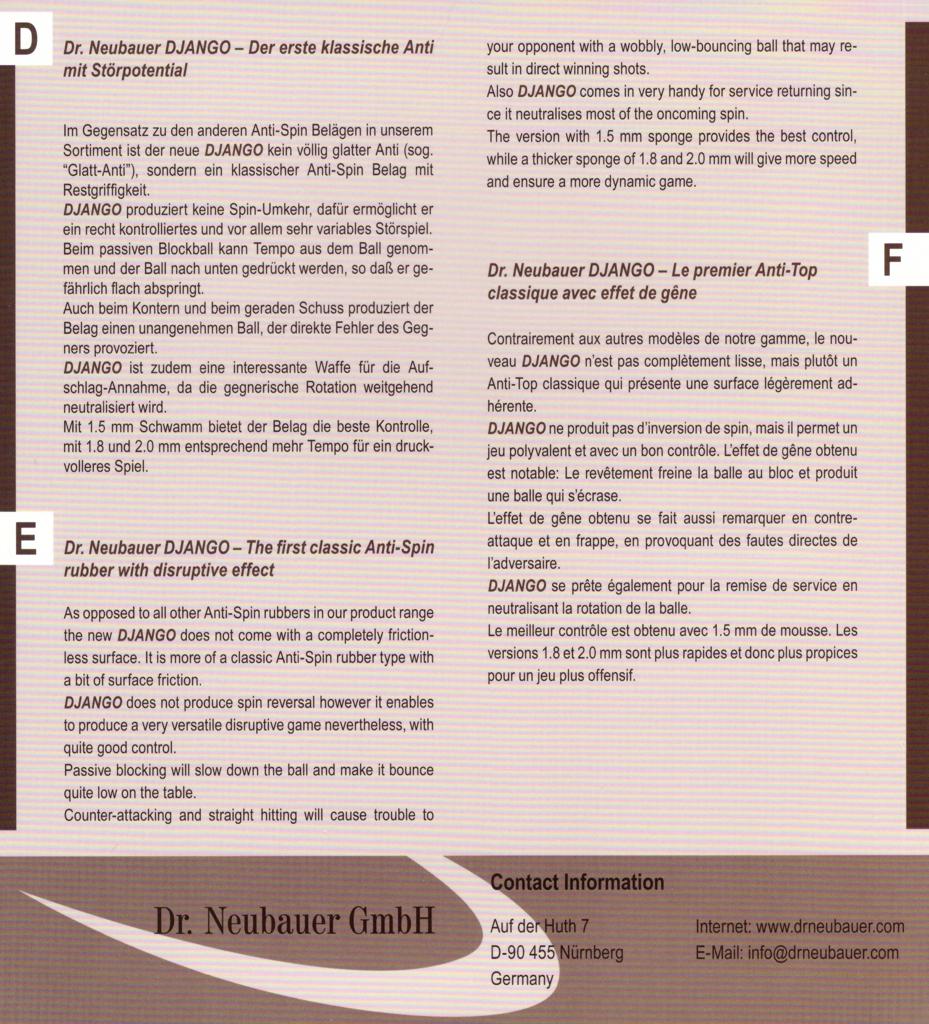 D
Dr. Neubauer DJANGO – Der erste klassische Anti
mit Störpotential
Im Gegensatz zu den anderen Anti-Spin Belägen in unserem
Sortiment ist der neue DJANGO kein völlig glatter Anti (sog.
“Glatt-Anti”), sondern ein klassischer Anti-Spin Belag mit
Restgriffigkeit.
DJANGO produziert keine Spin-Umkehr, dafür ermöglicht er
ein recht kontrolliertes und vor allem sehr variables Störspiel.
Beim passiven Blockball kann Tempo aus dem Ball genom-
men und der Ball nach unten gedrückt werden, so daß er ge-
fährlich flach abspringt.
Auch beim Kontern und beim geraden Schuss produziert der
Belag einen unangenehmen Ball, der direkte Fehler des Geg-
ners provoziert.
DJANGO ist zudem eine interessante Waffe für die Auf-
schlag-Annahme, da die gegnerische Rotation weitgehend
neutralisiert wird.
Mit 1.5 mm Schwamm bietet der Belag die beste Kontrolle,
mit 1.8 und 2.0 mm entsprechend mehr Tempo für ein druck-
volleres Spiel.
E
Dr. Neubauer DJANGO – The first classic Anti-Spin
rubber with disruptive effect
As opposed to all other Anti-Spin rubbers in our product range
the new DJANGO does not come with a completely friction-
less surface. It is more of a classic Anti-Spin rubber type with
a bit of surface friction.
DJANGO does not produce spin reversal however it enables
to produce a very versatile disruptive game nevertheless, with
quite good control.
Passive blocking will slow down the ball and make it bounce
quite low on the table.
Counter-attacking and straight hitting will cause trouble to
your opponent with a wobbly, low-bouncing ball that may re-
sult in direct winning shots.
Also DJANGO comes in very handy for service returning sin-
ce it neutralises most of the oncoming spin.
The version with 1.5 mm sponge provides the best control,
while a thicker sponge of 1.8 and 2.0 mm will give more speed
and ensure a more dynamic game.
F
Dr. Neubauer DJANGO – Le premier Anti-Top
classique avec effet de gêne
Contrairement aux autres modèles de notre gamme, le nou-
veau DJANGO n’est pas complètement lisse, mais plutôt un
Anti-Top classique qui présente une surface légèrement ad-
hérente.
DJANGO ne produit pas d’inversion de spin, mais il permet un
jeu polyvalent et avec un bon contrôle. L’effet de gêne obtenu
est notable: Le revêtement freine la balle au bloc et produit
une balle qui s’écrase.
L’effet de gêne obtenu se fait aussi remarquer en contre-
attaque et en frappe, en provoquant des fautes directes de
l’adversaire.
DJANGO se prête également pour la remise de service en
neutralisant la rotation de la balle.
Le meilleur contrôle est obtenu avec 1.5 mm de mousse. Les
versions 1.8 et 2.0 mm sont plus rapides et donc plus propices
pour un jeu plus offensif.
Dr. Neubauer GmbH
Contact Information
Auf der Huth 7
D-90 455 Nürnberg
Germany
Internet: www.drneubauer.com
E-Mail: info@drneubauer.com